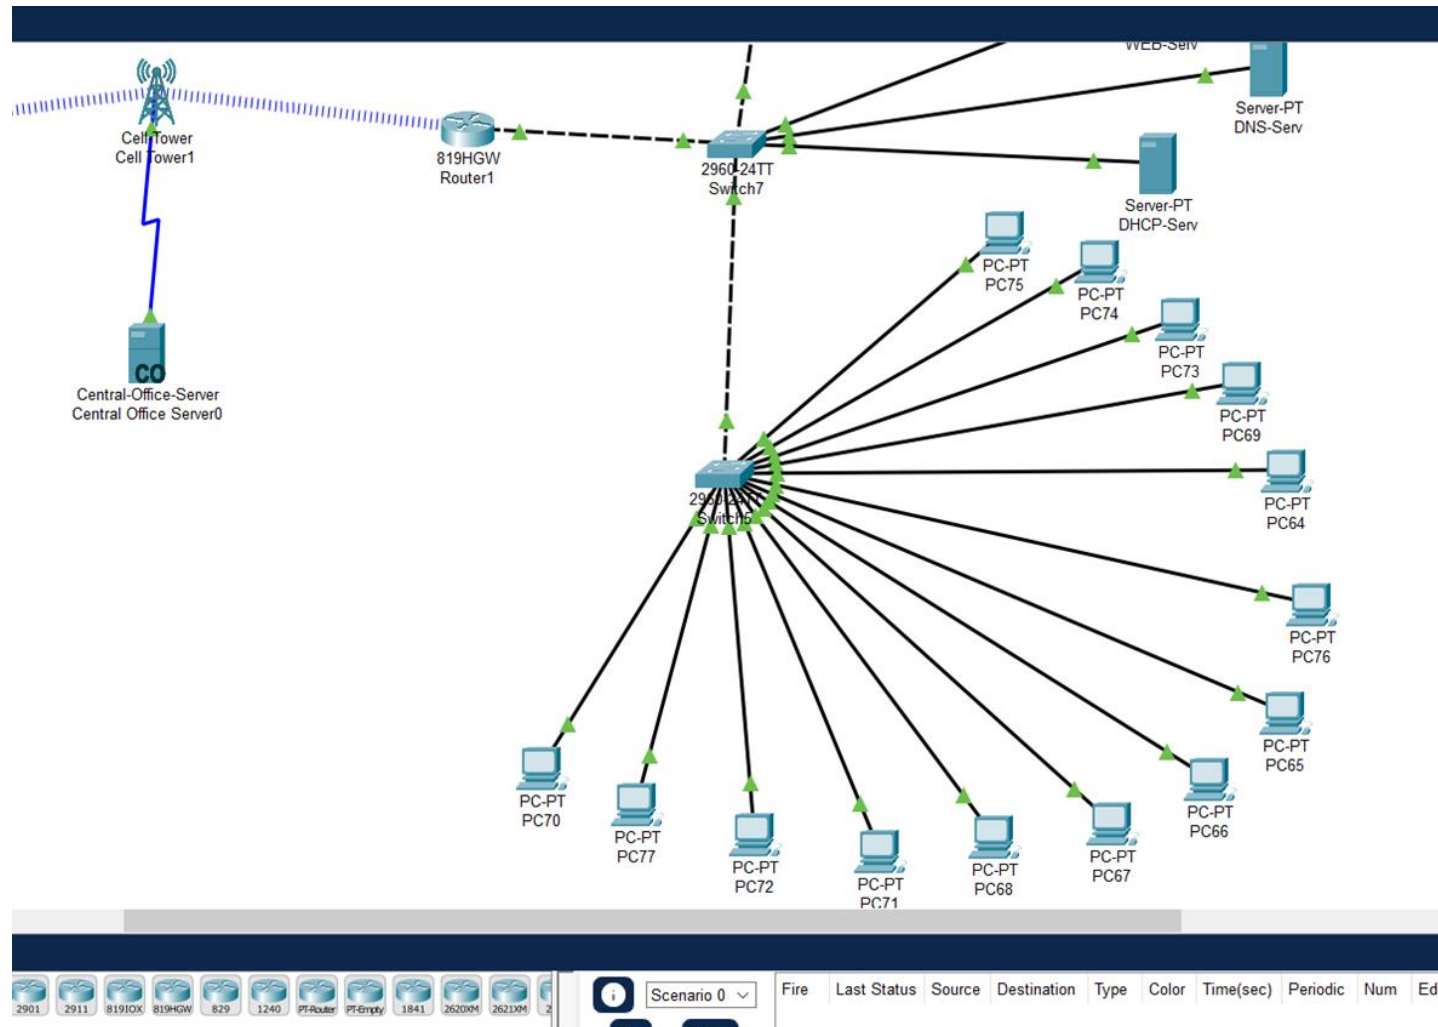 WEB-Serv
Server-PT
DNS-Serv
Cell Tower
Cell Tower1
819HGW
Router1
2960-24TT
Switch7
Server-PT
DHCP-Serv
PC-PT
PC75
PC-PT
PC74
PC-PT
PC73
Central-Office-Server
Central Office Server0
CO
PC-PT
PC69
2960-24TT
Switch5
PC-PT
PC64
PC-PT
PC76
PC-PT
PC65
PC-PT
PC66
PC-PT
PC67
PC-PT
PC68
PC-PT
PC71
PC-PT
PC72
PC-PT
PC77
PC-PT
PC70
2901
2911
819IOX
819HGW
829
1240
PT-Router
PT-Empty
1841
2620XM
2621XM
2
i
Scenario 0
Fire Last Status Source Destination Type Color Time(sec) Periodic Num Ed